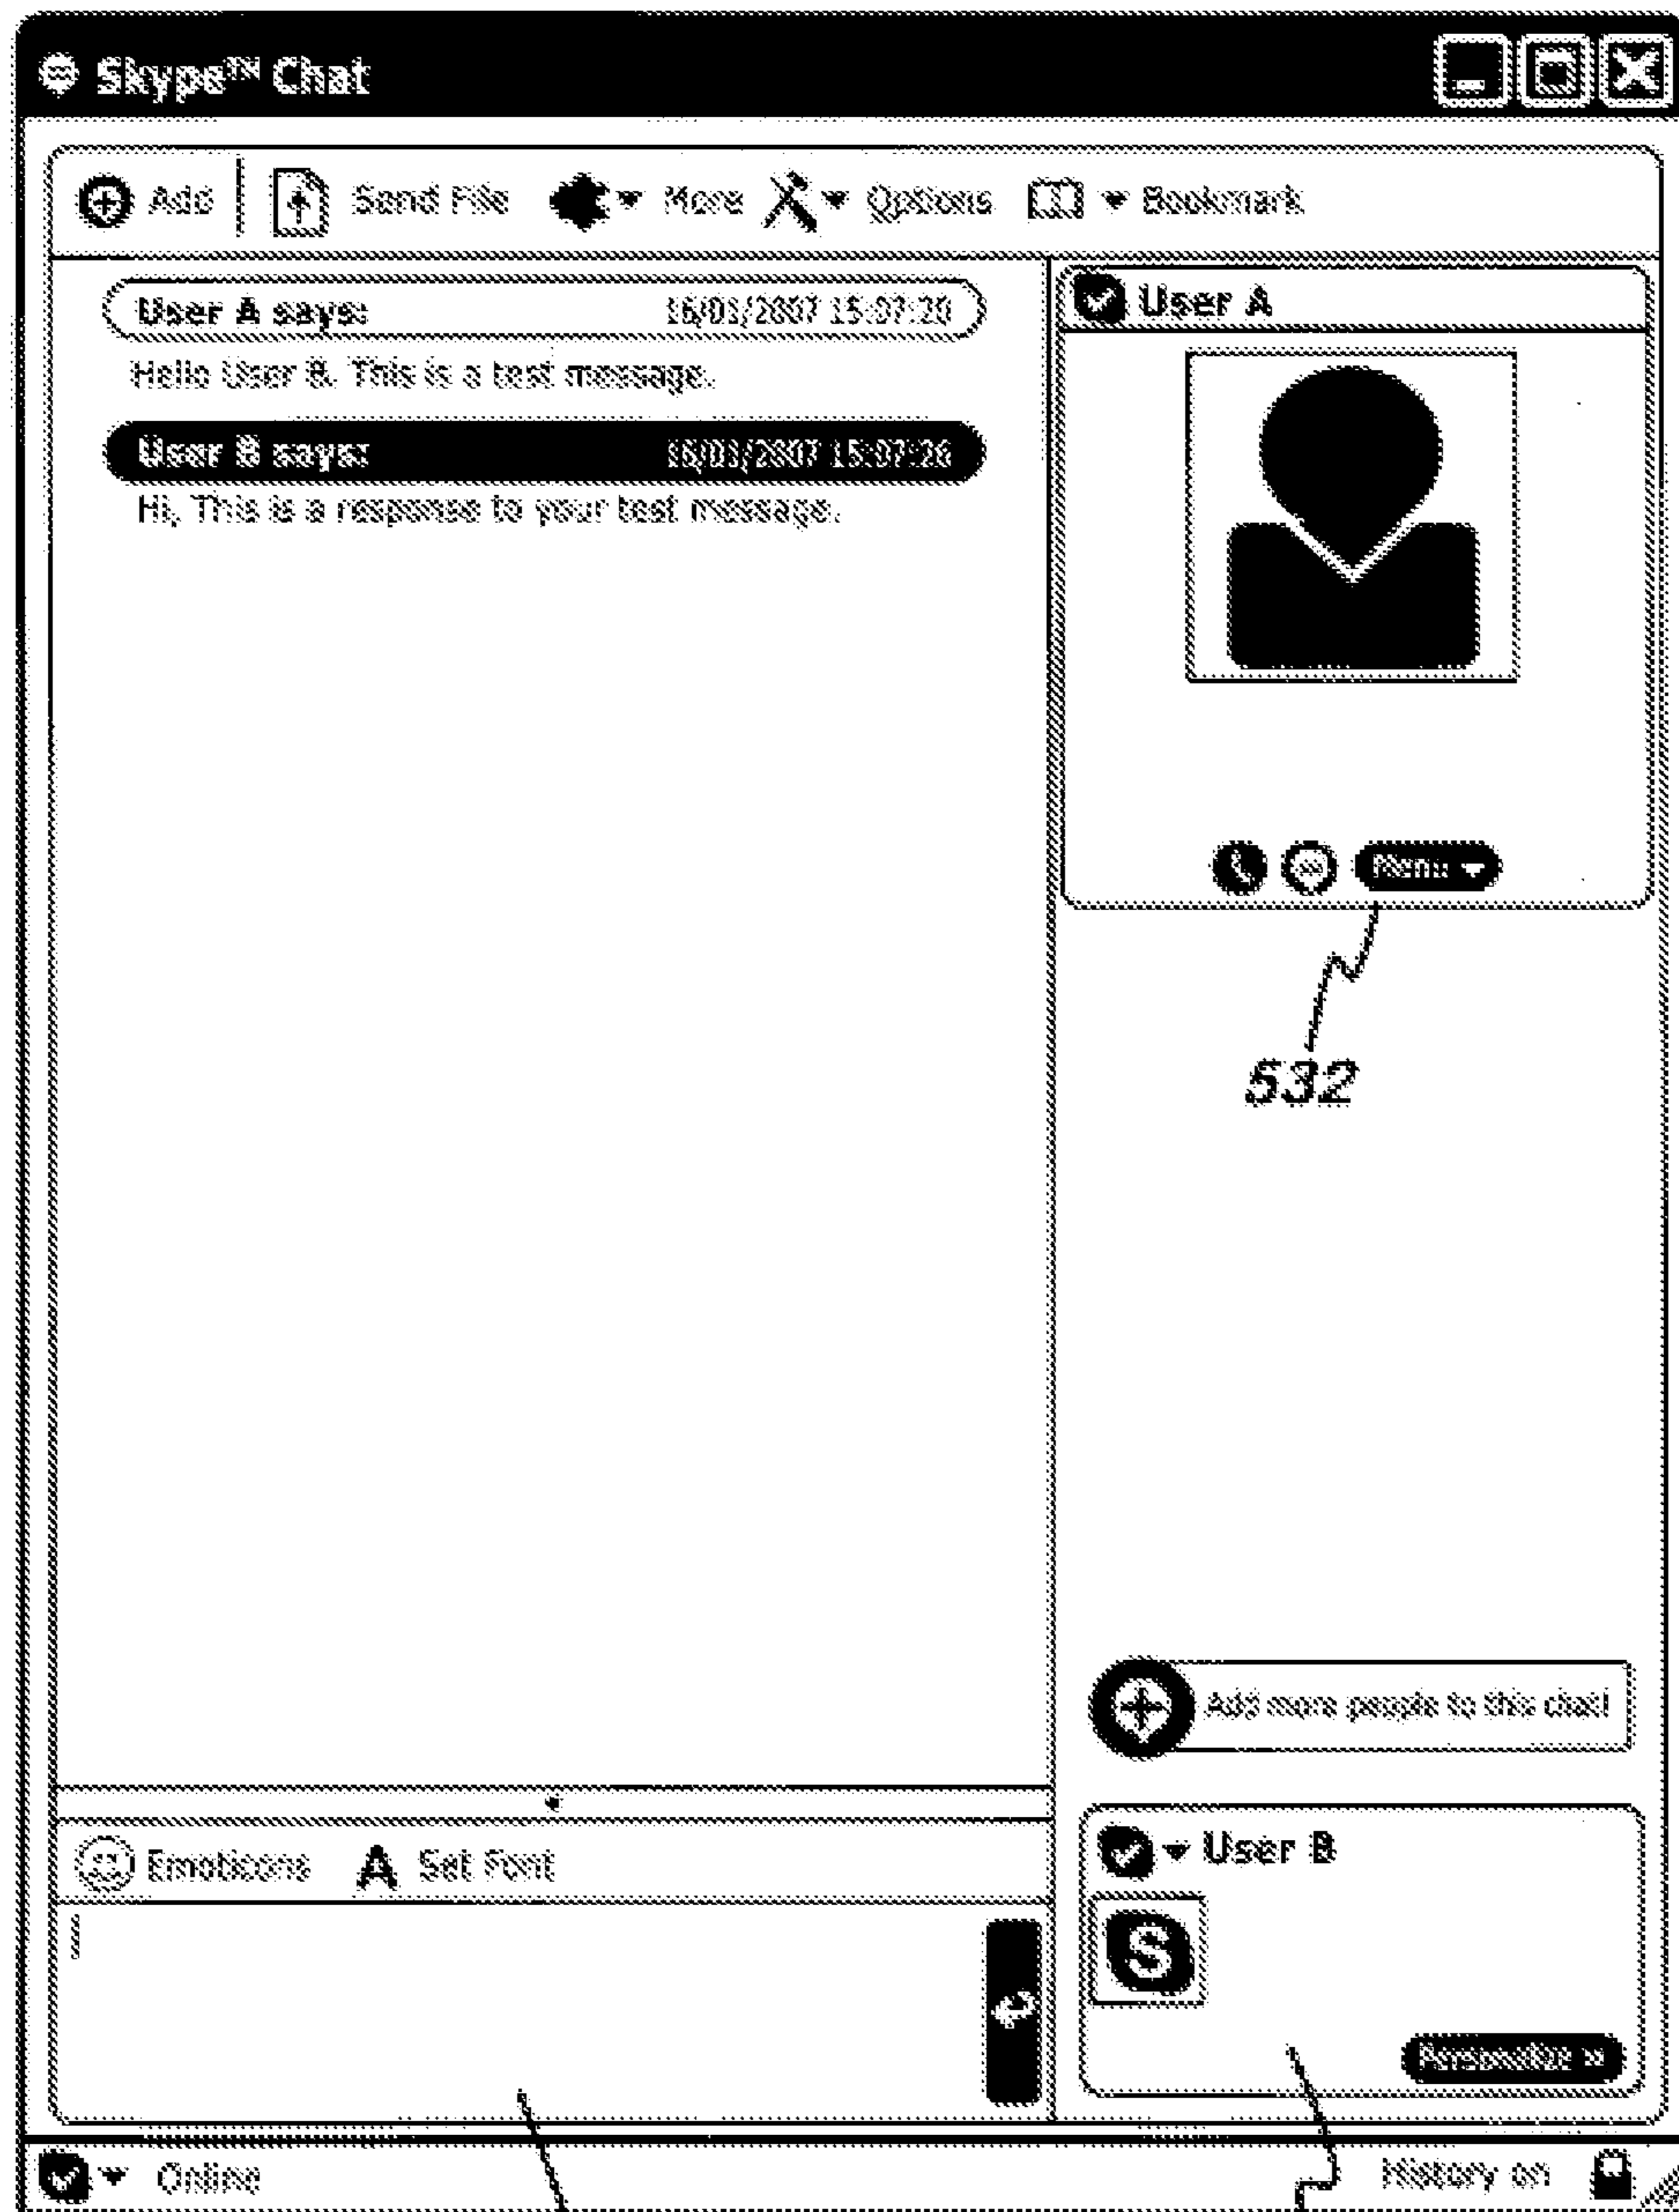 Skype™ Chat
Add Send File More Options Bookmark
User A says: 16/01/2007 15:07:20
Hello User B. This is a test message.
User B says: 16/01/2007 15:07:26
Hi, This is a response to your test message.
User A
Menu
532
Add more people to this chat!
Emoticons A Set Font
User B
S
Personalise »
Online
History on